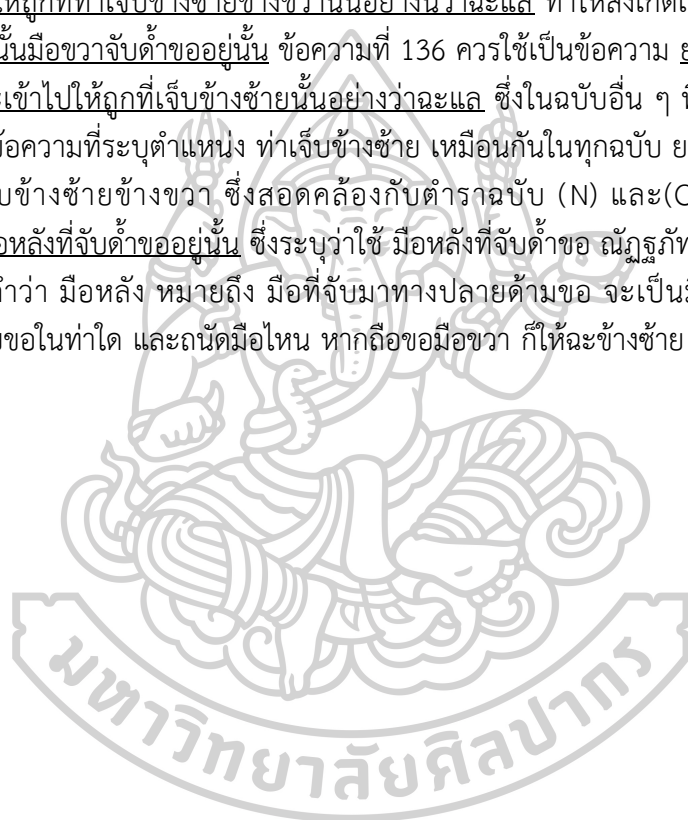 ให้ถูกที่ท่าเจ็บข้างซ้ายข้างขวานั้นอย่างนี้ว่าฉะแล ทำให้สิ่งเกิด
นั้นมือขวาจับด้ำขออยู่นั้น ข้อความที่ 136 ควรใช้เป็นข้อความ
เข้าไปให้ถูกที่เจ็บข้างซ้ายนั้นอย่างว่าฉะแล ซึ่งในฉบับอื่น ๆ
ข้อความที่ระบุตำแหน่ง ท่าเจ็บข้างซ้าย เหมือนกันในทุกฉบับ
บข้างซ้ายข้างขวา ซึ่งสอดคล้องกับตำราฉบับ (N) และ(
อหลังที่จับด้ำขออยู่นั้น ซึ่งระบุว่าใช้ มือหลังที่จับด้ำขอ ณัฏฐภัท
คำว่า มือหลัง หมายถึง มือที่จับมาทางปลายด้ามขอ จะเป็น
ขอในท่าใด และถนัดมือไหน หากถือขอมือขวา ก็ให้ฉะข้างซ้าย
มหาวิทยาลัยศิลปากร